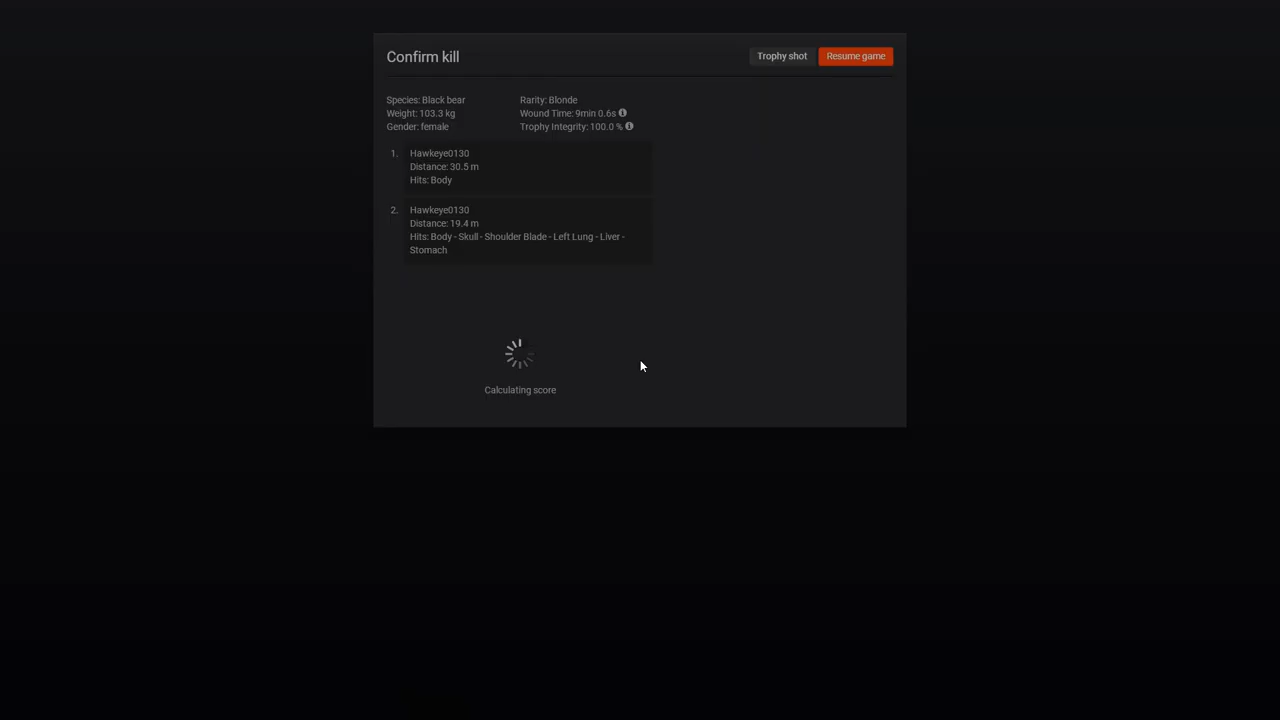 Confirm kill
Trophy shot
Resume game
Species: Black bear
Weight: 103.3 kg
Gender: female
Rarity: Blonde
Wound Time: 9min 0.6s
Trophy Integrity: 100.0 %
1.
Hawkeye0130
Distance: 30.5 m
Hits: Body
2.
Hawkeye0130
Distance: 19.4 m
Hits: Body - Skull - Shoulder Blade - Left Lung - Liver -
Stomach
Calculating score